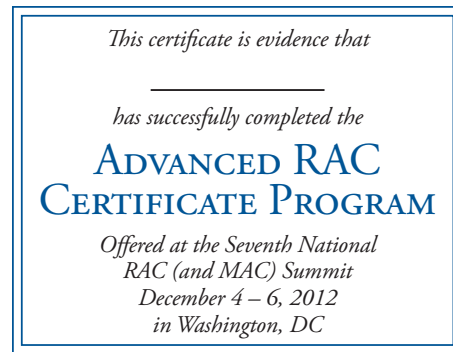 This certificate is evidence that
has successfully completed the
Advanced RAC
Certificate Program
Offered at the Seventh National
RAC (and MAC) Summit
December 4 – 6, 2012
in Washington, DC